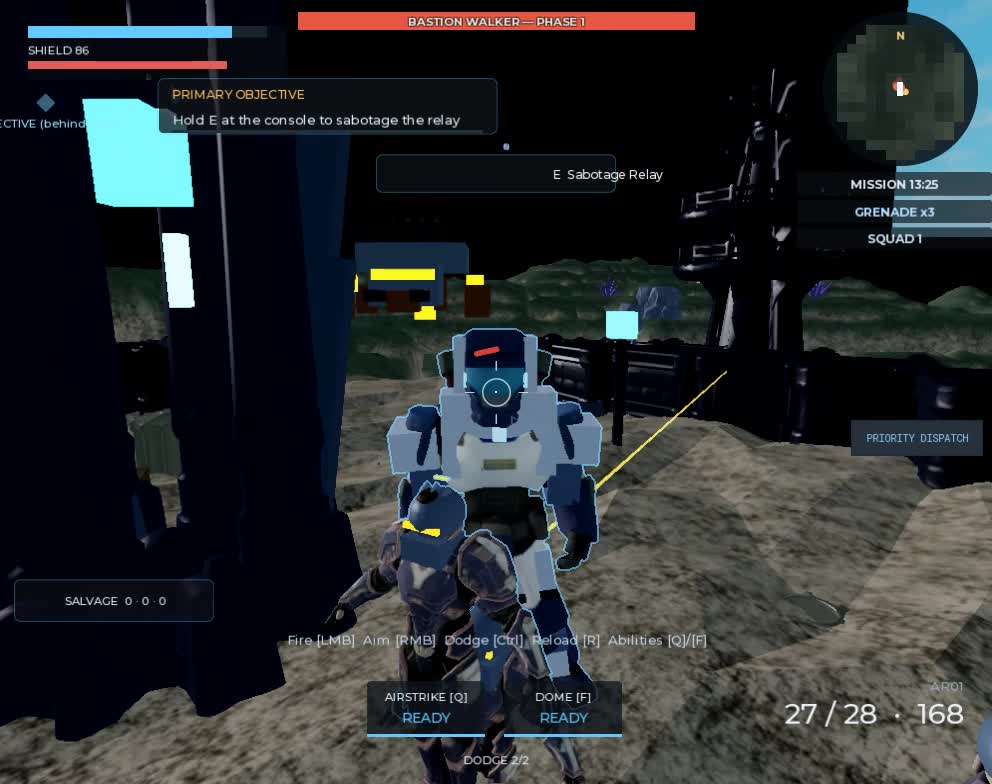 BASTION WALKER — PHASE 1
SHIELD 86
N
PRIMARY OBJECTIVE
Hold E at the console to sabotage the relay
ECTIVE (behind
E Sabotage Relay
MISSION 13:25
GRENADE x3
SQUAD 1
PRIORITY DISPATCH
SALVAGE 0 · 0 · 0
Fire [LMB] Aim [RMB] Dodge [Ctrl] Reload [R] Abilities [Q]/[F]
AR01
27 / 28 · 168
AIRSTRIKE [Q]
READY
DOME [F]
READY
DODGE 2/2